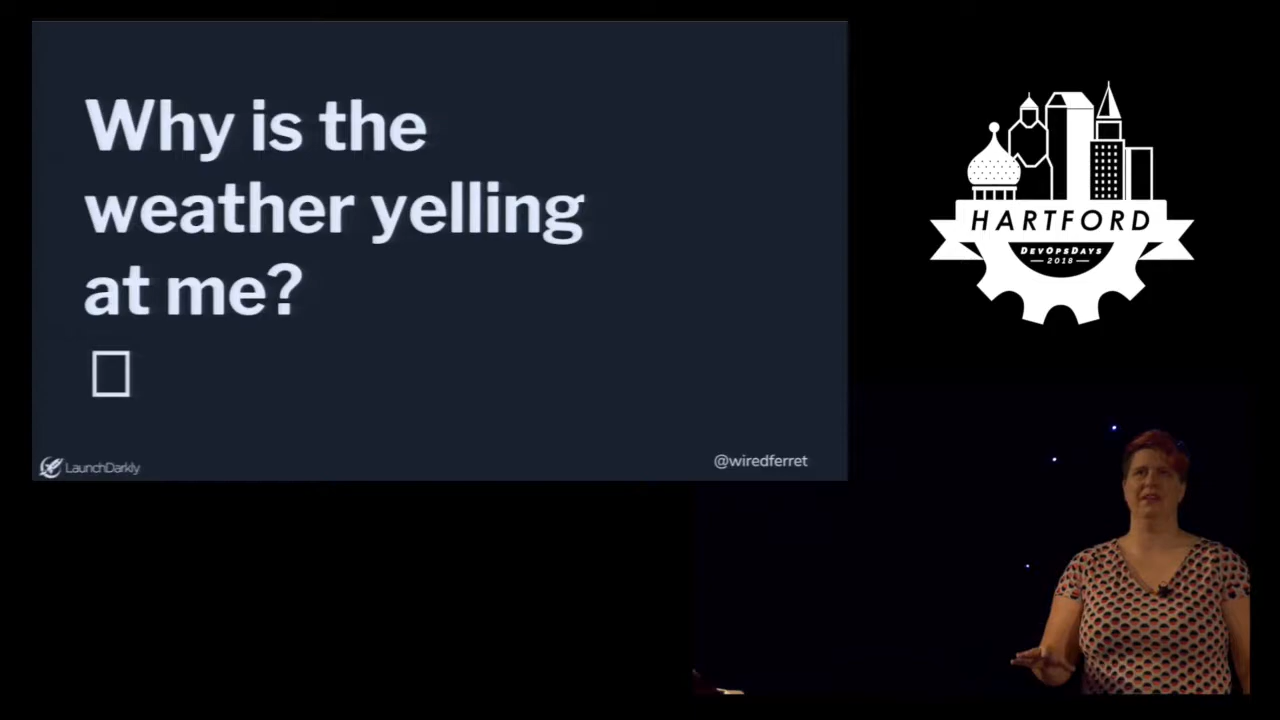 Why is the
weather yelling
at me?
LaunchDarkly
@wiredferret
HARTFORD
DEVOPSDAYS
2018